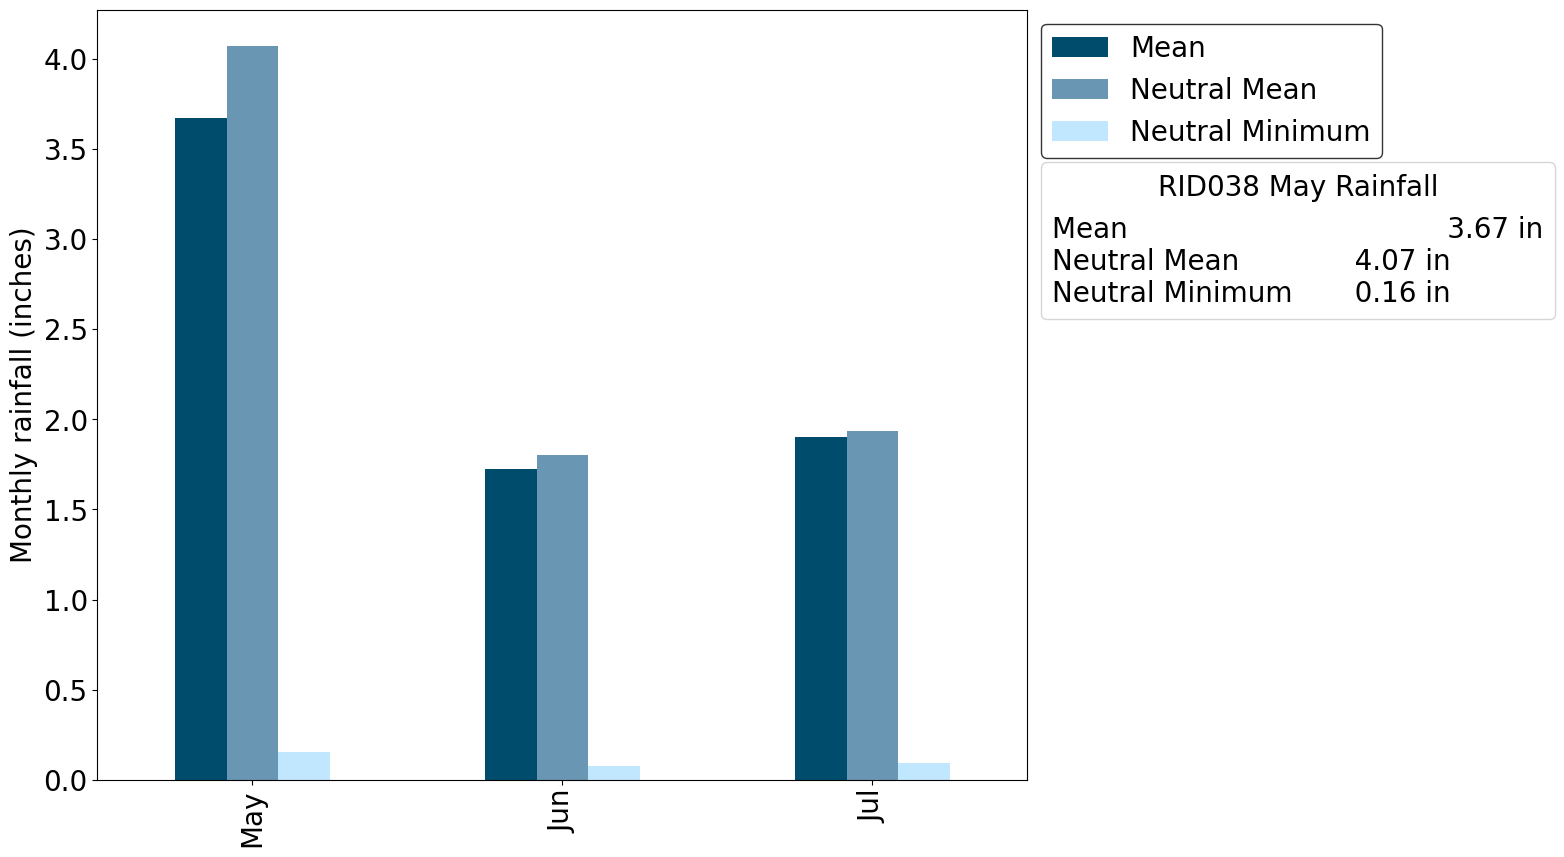 Monthly rainfall (inches)
4.0
3.5
3.0
2.5
2.0
1.5
1.0
0.5
0.0
May
Jun
Jul
Mean
Neutral Mean
Neutral Minimum
RID038 May Rainfall
Mean 3.67 in
Neutral Mean 4.07 in
Neutral Minimum 0.16 in